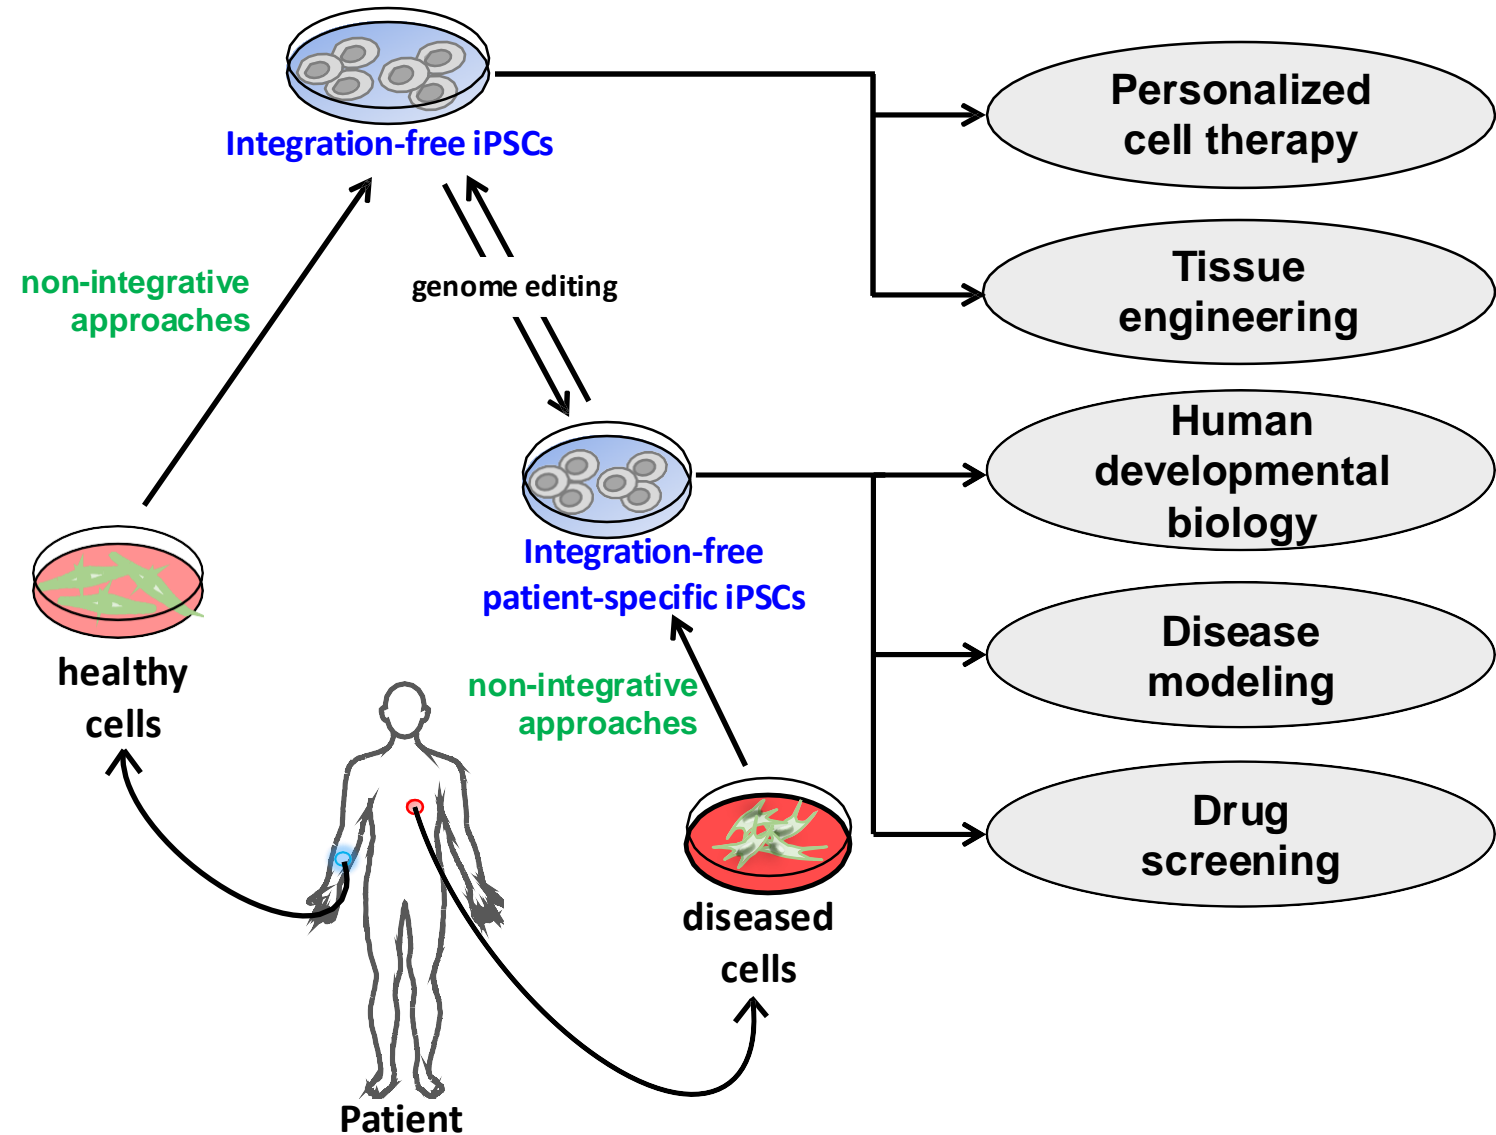 Integration-free iPSCs
non-integrative
approaches
genome editing
Integration-free
patient-specific iPSCs
healthy
cells
non-integrative
approaches
diseased
cells
Patient
Personalized
cell therapy
Tissue
engineering
Human
developmental
biology
Disease
modeling
Drug
screening